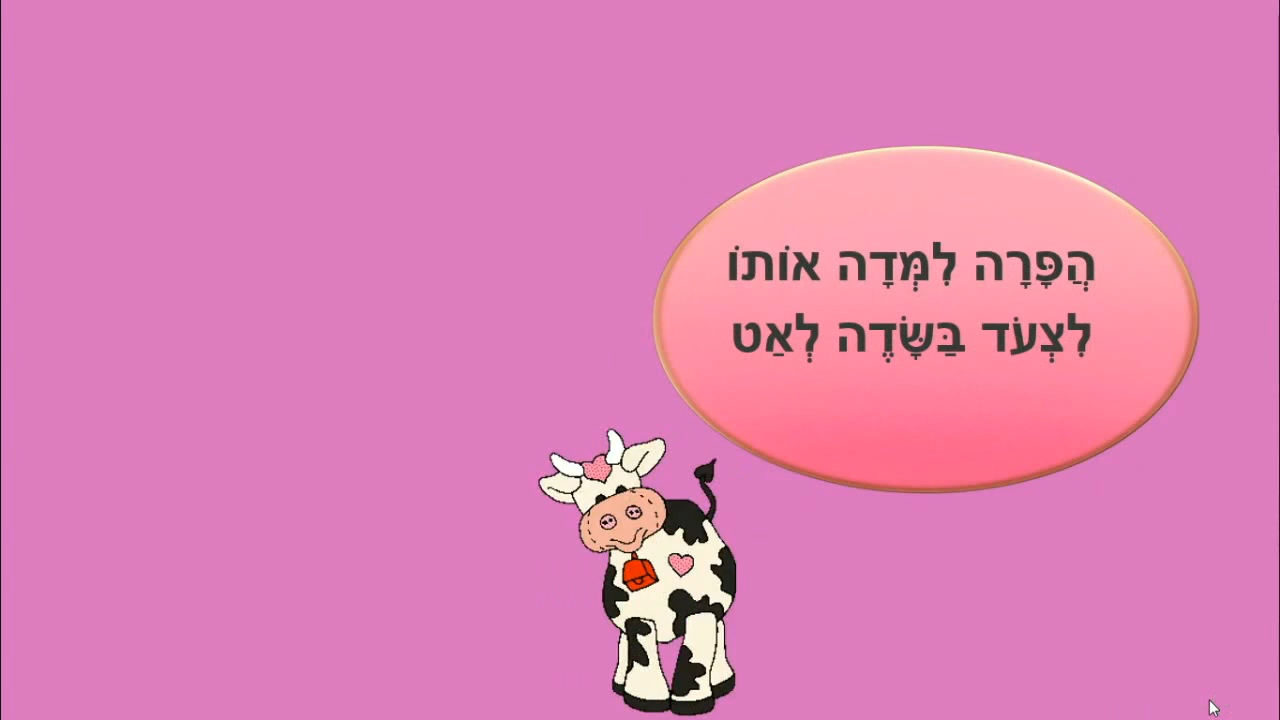 הֲפָּרָה לִמְּדָה אוֹתוֹ
לִצְעֹד בַּשָּׂדֶה לְאַט